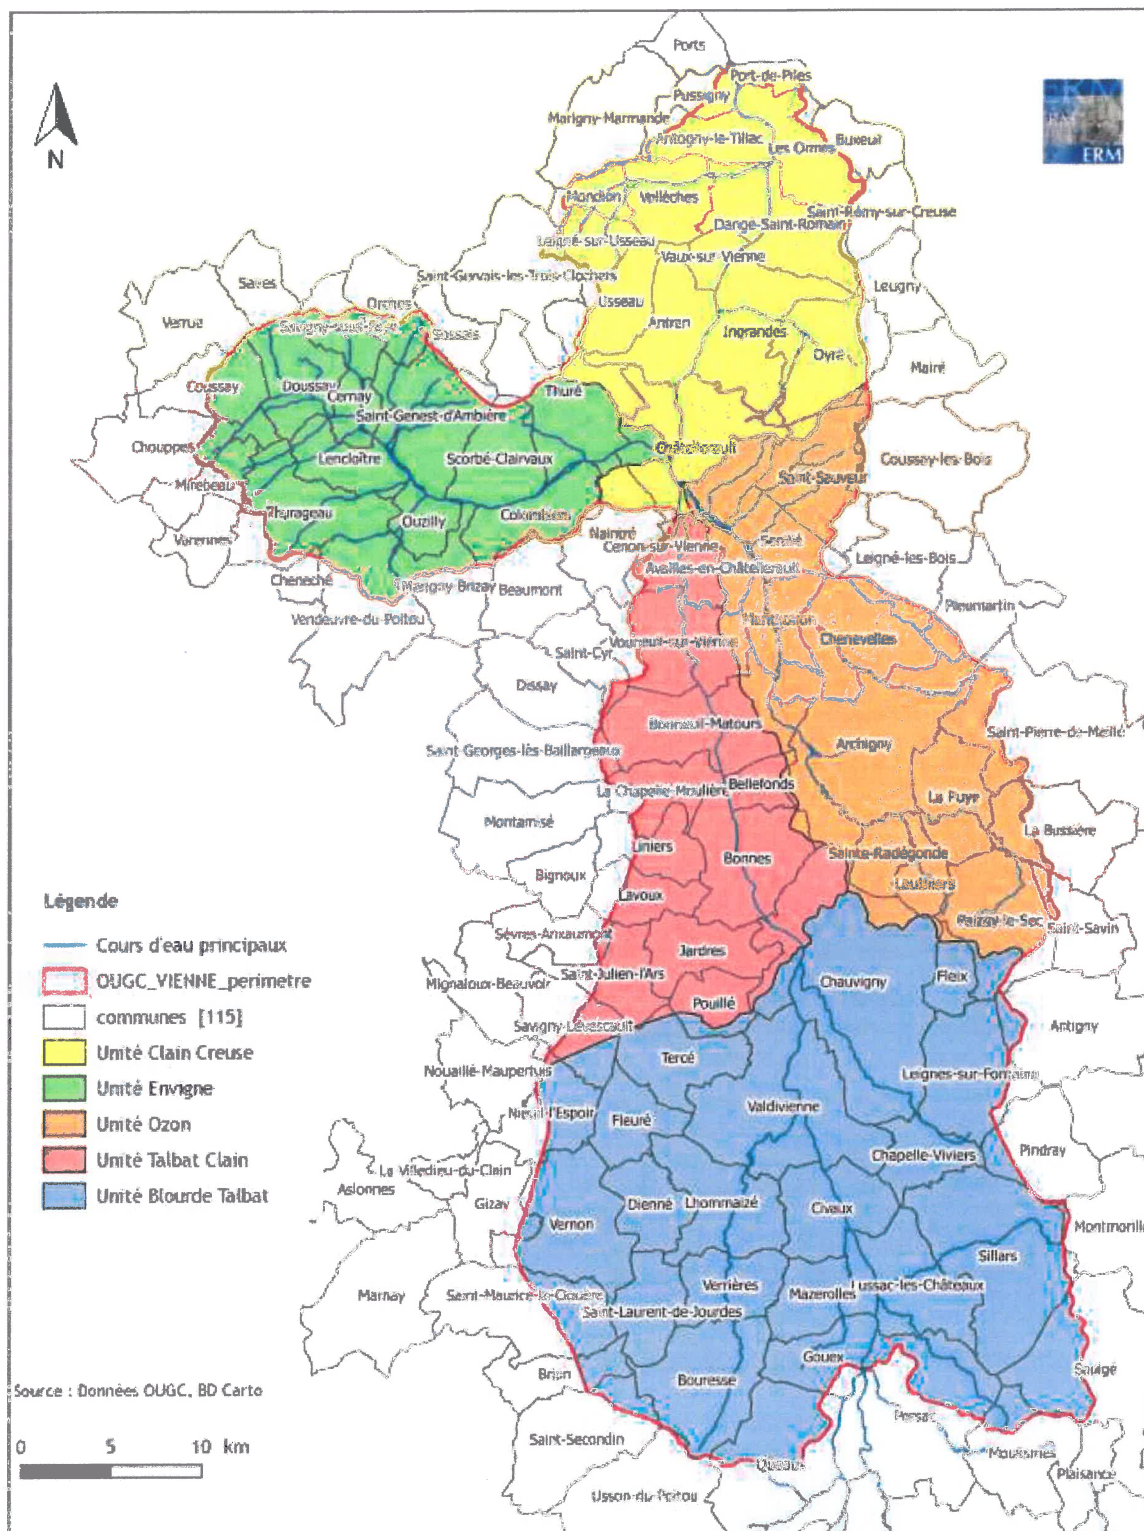 Ports
Port-de-Piles
Pussigny
Marigny-Marmande
Antogny-le-Tillac
Buxeuil
Les Ormes
N
ERM
Mondion
Vellèches
Saint-Rémy-sur-Creuse
Dangé-Saint-Romain
Leigné-sur-Usseau
Vaux-sur-Vienne
Saint-Gervais-les-Trois-Clochers
Leugny
Usseau
Orches
Verrue
Antran
Ingrandes
Sossais
Oyré
Mairé
Coussay
Doussay
Cernay
Thuré
Saint-Genest-d'Ambière
Chouppes
Châtellerault
Lencloître
Scorbé-Clairvaux
Coussay-les-Bois
Mirebeau
Saint-Sauveur
Thurageau
Ouzilly
Colombiers
Varennes
Naintré
Cenon-sur-Vienne
Senillé
Leigné-les-Bois
Availles-en-Châtellerault
Cheneché
Marigny-Brizay
Beaumont
Pleumartin
Vendeuvre-du-Poitou
Monthoiron
Chenevelles
Vouneuil-sur-Vienne
Saint-Cyr
Dissay
Bonneuil-Matours
Saint-Pierre-de-Maillé
Saint-Georges-lès-Baillargeaux
Archigny
La Chapelle-Moulière
Bellefonds
La Puye
Montamisé
La Bussière
Liniers
Bonnes
Sainte-Radégonde
Bignoux
Lauthiers
Lavoux
Paizay-le-Sec
Saint-Savin
Sèvres-Anxaumont
Jardres
Saint-Julien-l'Ars
Mignaloux-Beauvoir
Chauvigny
Fleix
Pouillé
Antigny
Savigny-Lévescault
Tercé
Nouaillé-Maupertuis
Leignes-sur-Fontaine
Nieuil-l'Espoir
Fleuré
Valdivienne
Pindray
Chapelle-Viviers
La Villedieu-du-Clain
Aslonnes
Gizay
Dienné
Lhommaizé
Civaux
Vernon
Montmorillo
Sillars
Verrières
Lussac-les-Châteaux
Marnay
Saint-Maurice-la-Clouère
Mazerolles
Saint-Laurent-de-Jourdes
Gouex
Saulgé
Brion
Bouresse
Persac
Saint-Secondin
Moulismes
Queaux
Plaisance
Usson-du-Poitou
Légende
Cours d'eau principaux
OUGC_VIENNE_perimetre
communes [115]
Unité Clain Creuse
Unité Envigne
Unité Ozon
Unité Talbat Clain
Unité Blourde Talbat
Source : Données OUGC, BD Carto
0 5 10 km